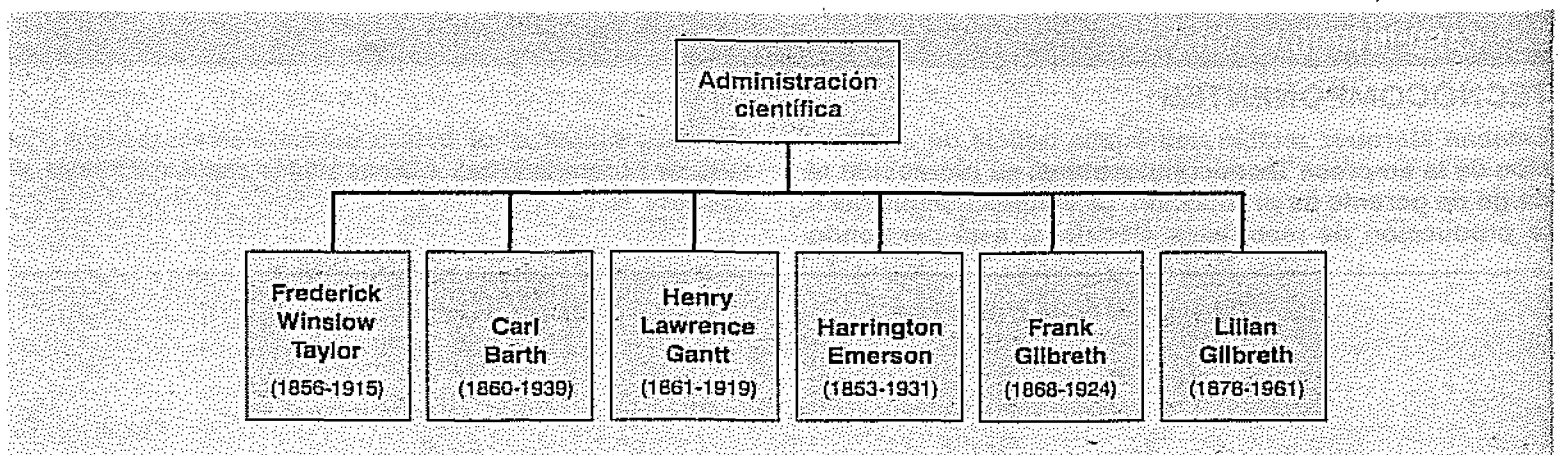 Administración
científica
Frederick
Winslow
Taylor
(1856-1915)
Carl
Barth
(1860-1939)
Henry
Lawrence
Gantt
(1861-1919)
Harrington
Emerson
(1853-1931)
Frank
Gilbreth
(1868-1924)
Lilian
Gilbreth
(1878-1961)